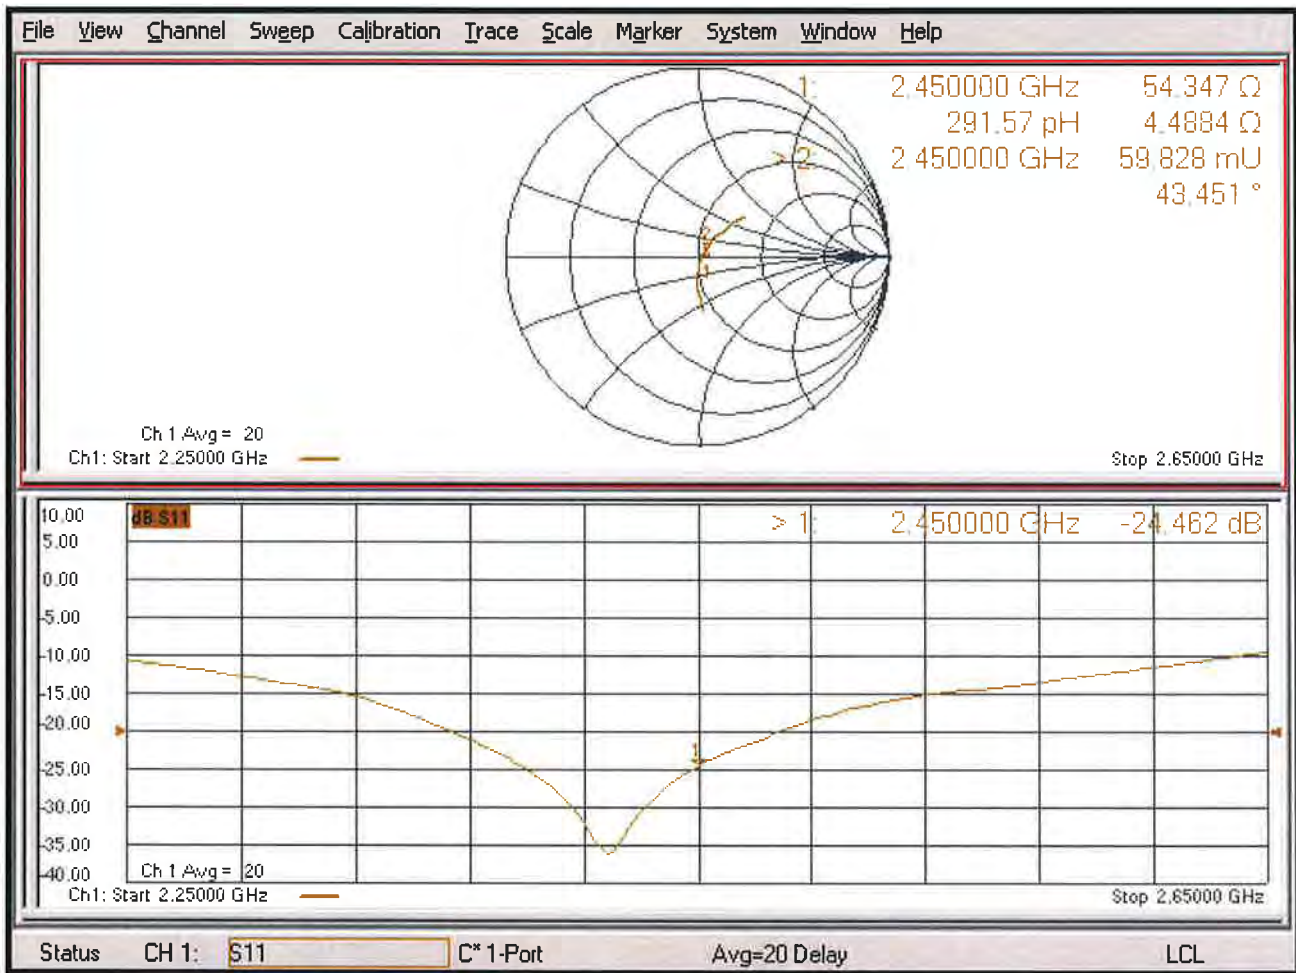 File View Channel Sweep Calibration Trace Scale Marker System Window Help
1: 2.450000 GHz 54.347 Ω
291.57 pH 4.4884 Ω
> 2: 2.450000 GHz 59.828 mU
43.451 °
Ch 1 Avg = 20
Ch1: Start 2.25000 GHz
Stop 2.65000 GHz
10.00
dB S11
> 1: 2.450000 GHz -24.462 dB
5.00
0.00
-5.00
-10.00
-15.00
-20.00
1
-25.00
-30.00
-35.00
-40.00
Ch 1 Avg = 20
Ch1: Start 2.25000 GHz
Stop 2.65000 GHz
Status CH 1: S11 C* 1-Port Avg=20 Delay LCL